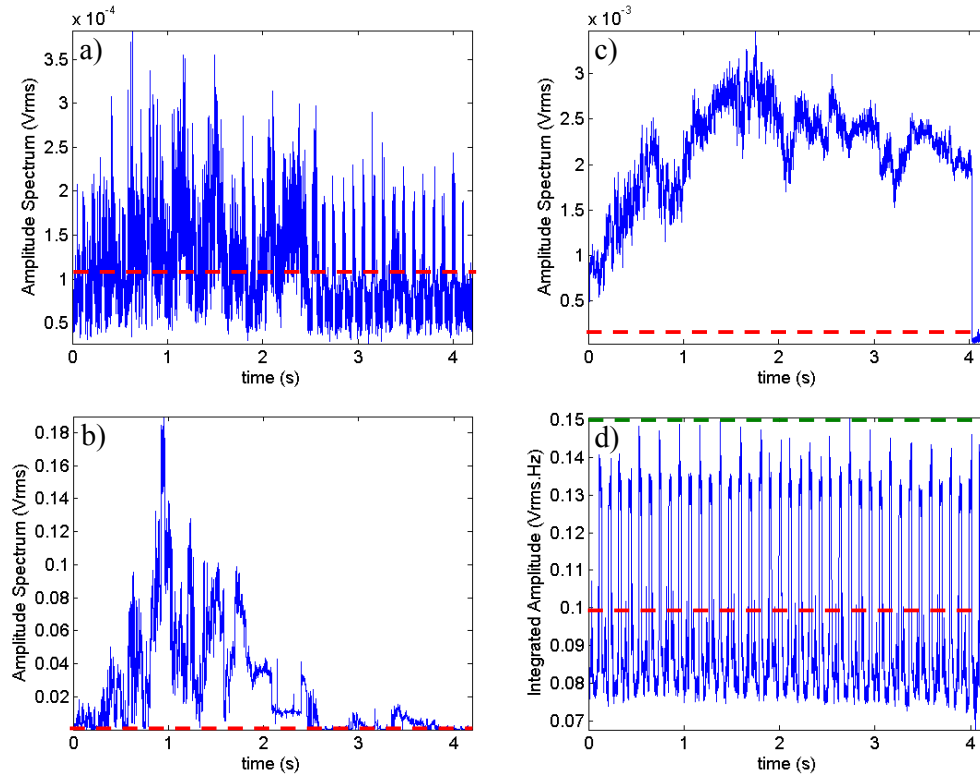 x 10⁻⁴
a)
3.5
3
2.5
2
1.5
1
0.5
Amplitude Spectrum (Vrms)
0 1 2 3 4
time (s)
x 10⁻³
c)
3
2.5
2
1.5
1
0.5
Amplitude Spectrum (Vrms)
0 1 2 3 4
time (s)
b)
0.18
0.16
0.14
0.12
0.1
0.08
0.06
0.04
0.02
Amplitude Spectrum (Vrms)
0 1 2 3 4
time (s)
d)
0.15
0.14
0.13
0.12
0.11
0.1
0.09
0.08
0.07
Integrated Amplitude (Vrms.Hz)
0 1 2 3 4
time (s)